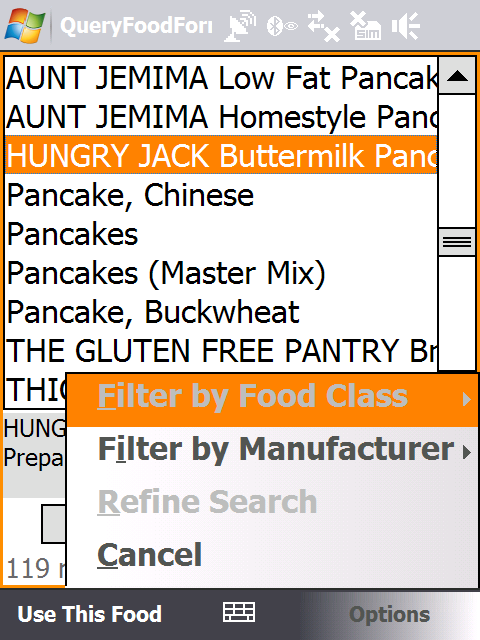 QueryFoodForm
sim
AUNT JEMIMA Low Fat Pancak
AUNT JEMIMA Homestyle Panc
HUNGRY JACK Buttermilk Panc
Pancake, Chinese
Pancakes
Pancakes (Master Mix)
Pancake, Buckwheat
THE GLUTEN FREE PANTRY Br
THIC
HUNG
Prepa
119 r
Filter by Food Class
Filter by Manufacturer
Refine Search
Cancel
Use This Food
Options